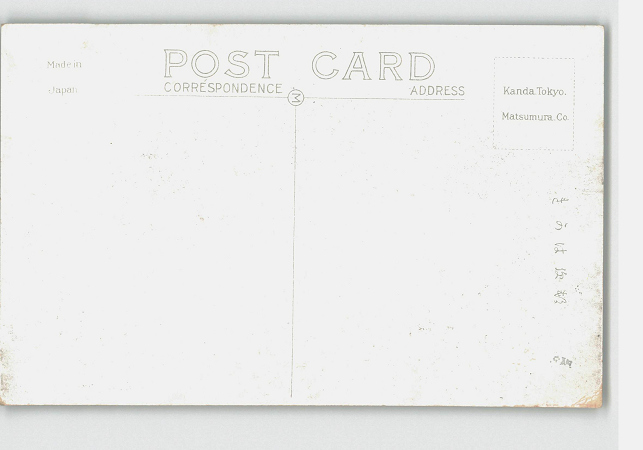 Made in
Japan
POST CARD
CORRESPONDENCE
ADDRESS
M
Kanda.Tokyo.
Matsumura.Co.